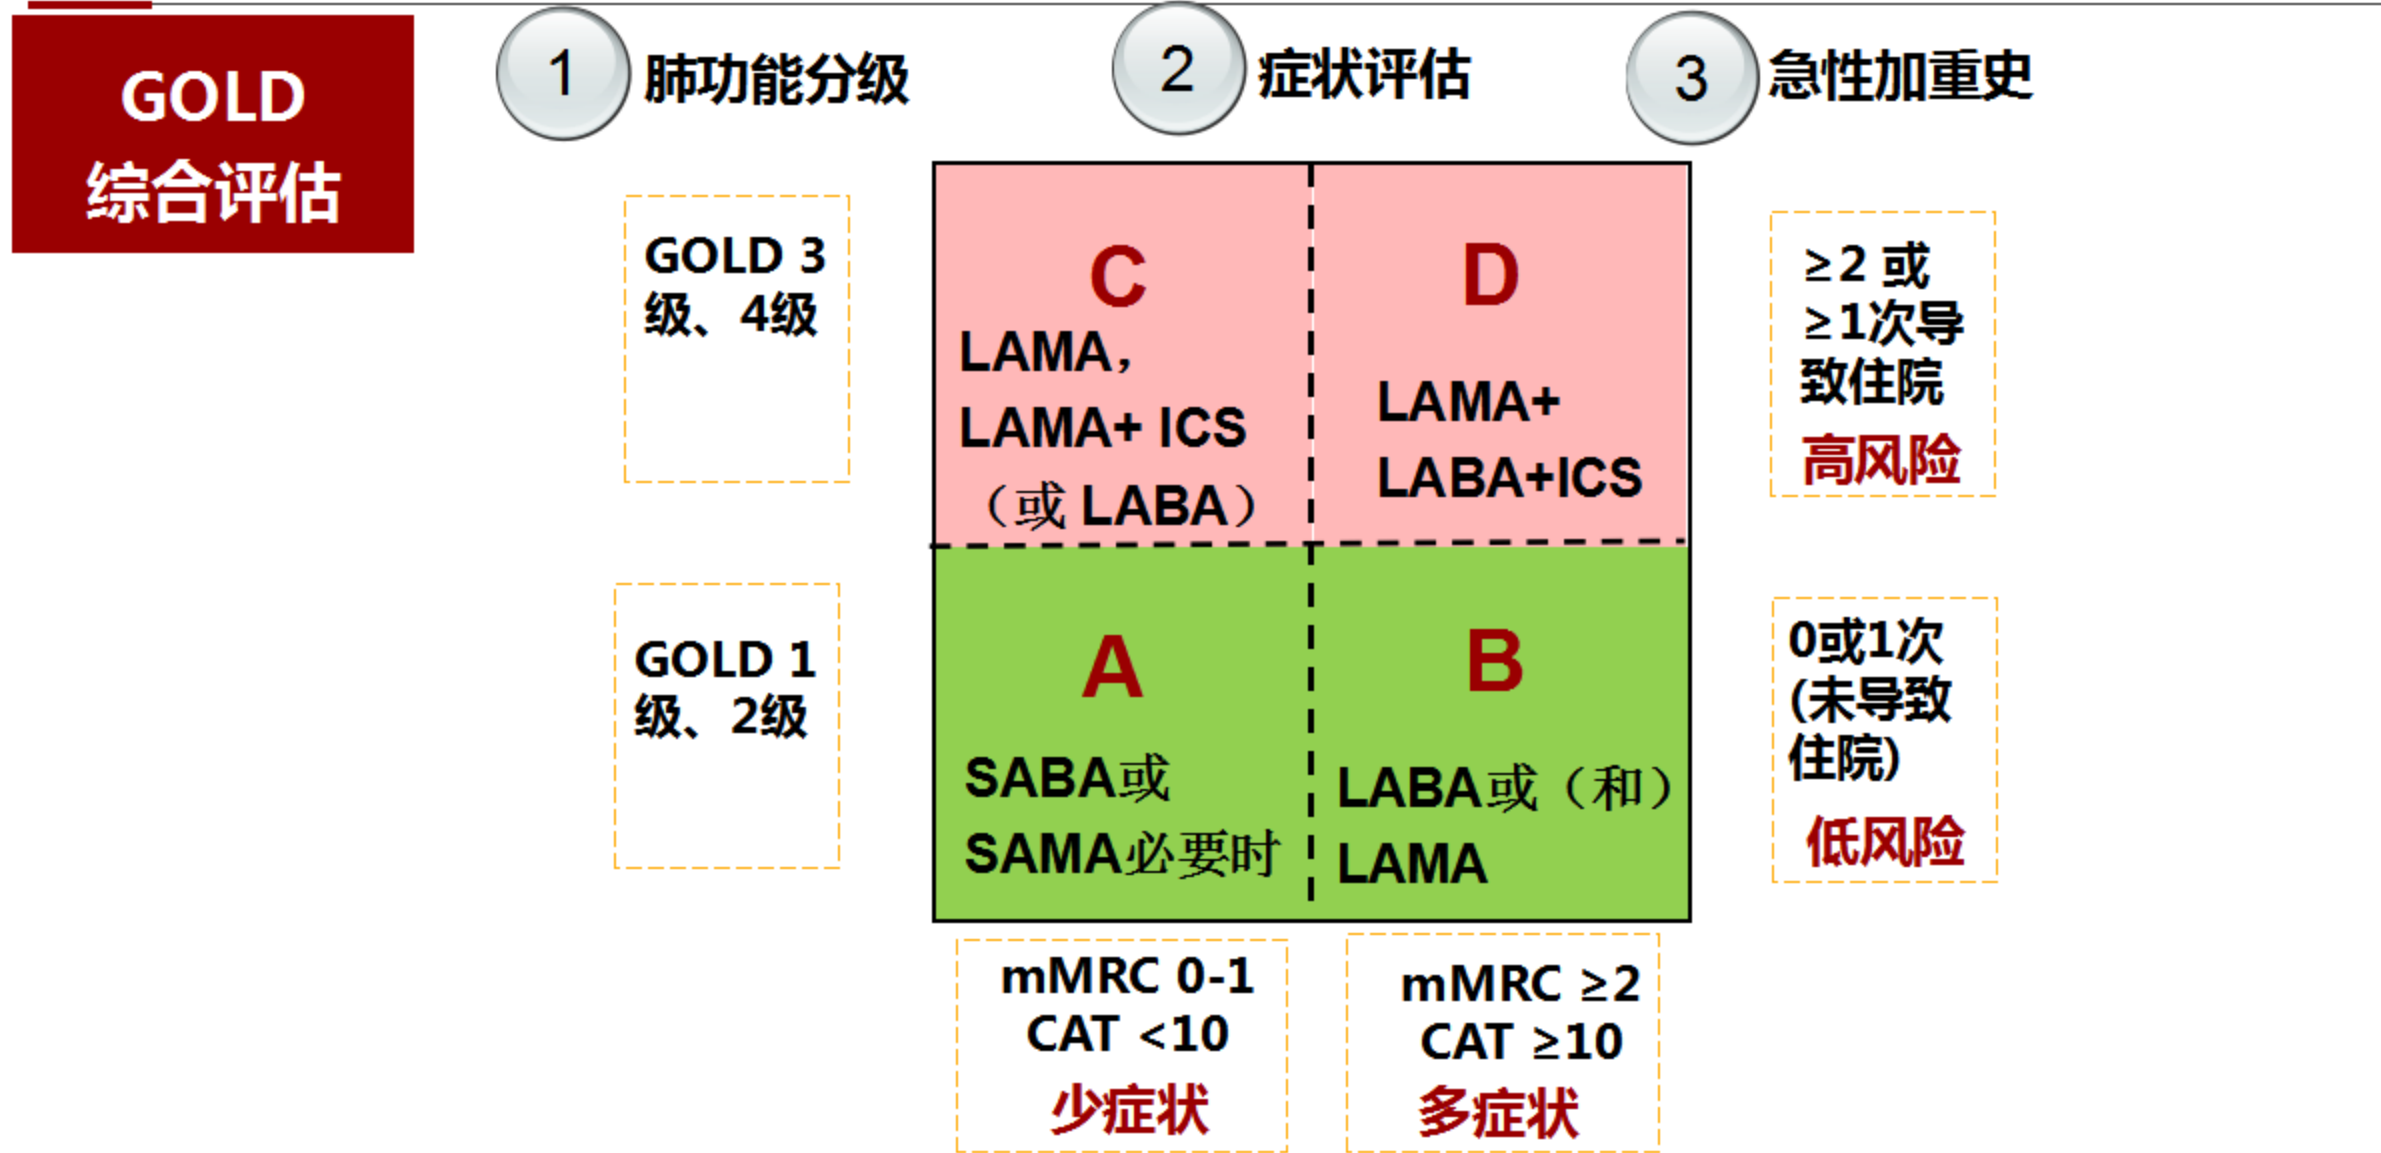 GOLD
综合评估
1 肺功能分级
2 症状评估
3 急性加重史
GOLD 3
级、4级
C
LAMA，
LAMA+ ICS
（或 LABA）
D
LAMA+
LABA+ICS
≥2 或
≥1次导
致住院
高风险
GOLD 1
级、2级
A
SABA或
SAMA必要时
B
LABA或（和）
LAMA
0或1次
(未导致
住院)
低风险
mMRC 0-1
CAT <10
少症状
mMRC ≥2
CAT ≥10
多症状